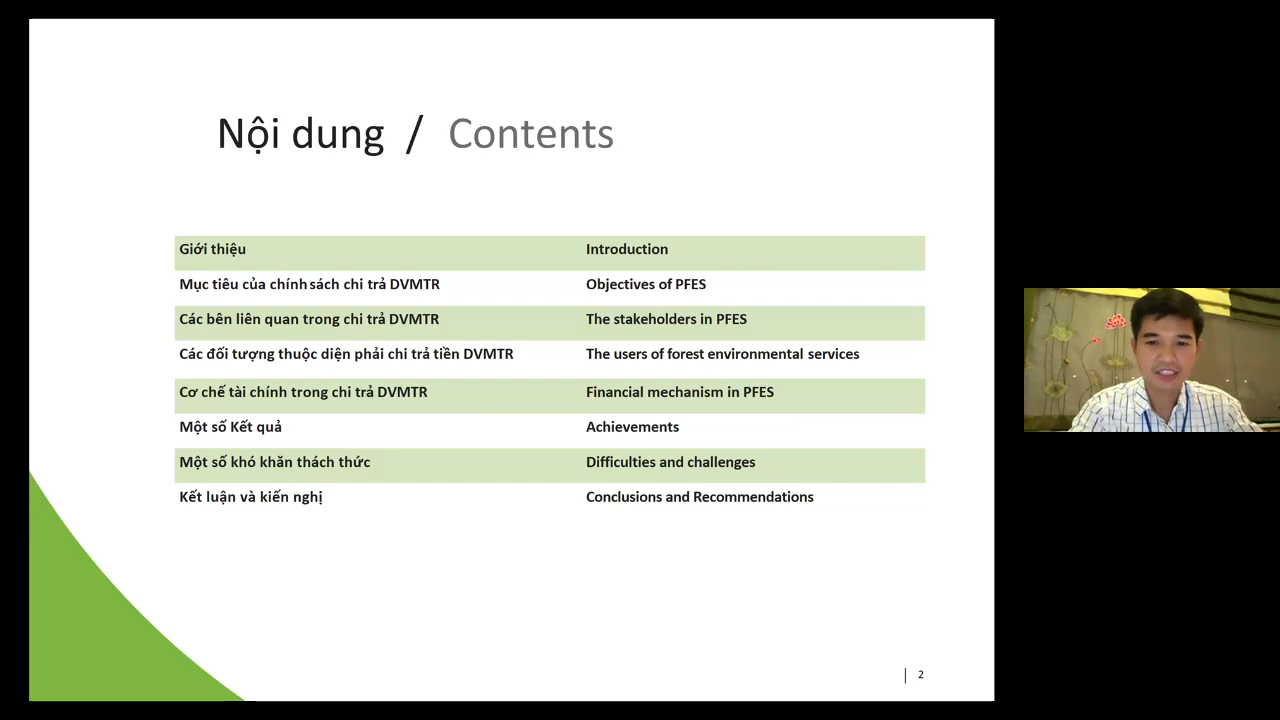 Nội dung / Contents
Giới thiệu Introduction
Mục tiêu của chính sách chi trả DVMTR Objectives of PFES
Các bên liên quan trong chi trả DVMTR The stakeholders in PFES
Các đối tượng thuộc diện phải chi trả tiền DVMTR The users of forest environmental services
Cơ chế tài chính trong chi trả DVMTR Financial mechanism in PFES
Một số Kết quả Achievements
Một số khó khăn thách thức Difficulties and challenges
Kết luận và kiến nghị Conclusions and Recommendations
2